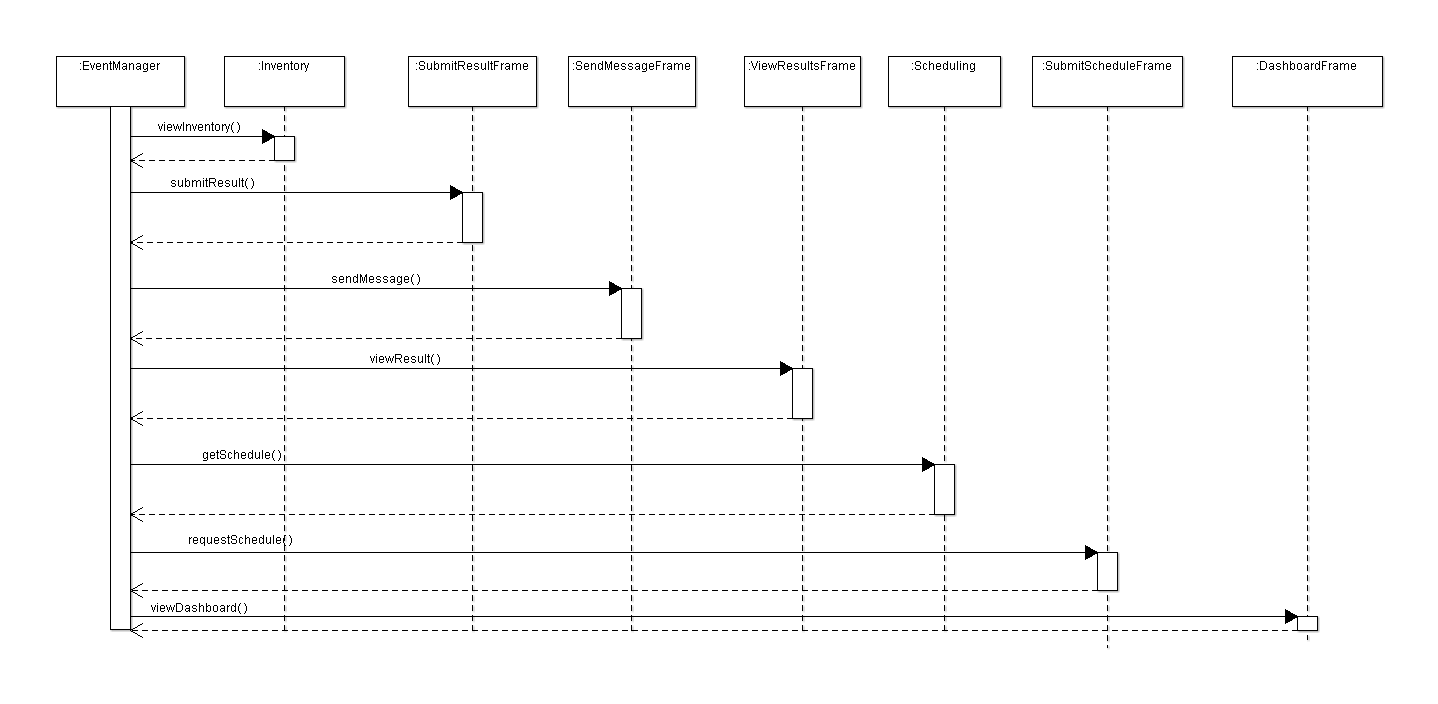 :EventManager
:Inventory
:SubmitResultFrame
:SendMessageFrame
:ViewResultsFrame
:Scheduling
:SubmitScheduleFrame
:DashboardFrame
viewInventory()
submitResult()
sendMessage()
viewResult()
getSchedule()
requestSchedule()
viewDashboard()